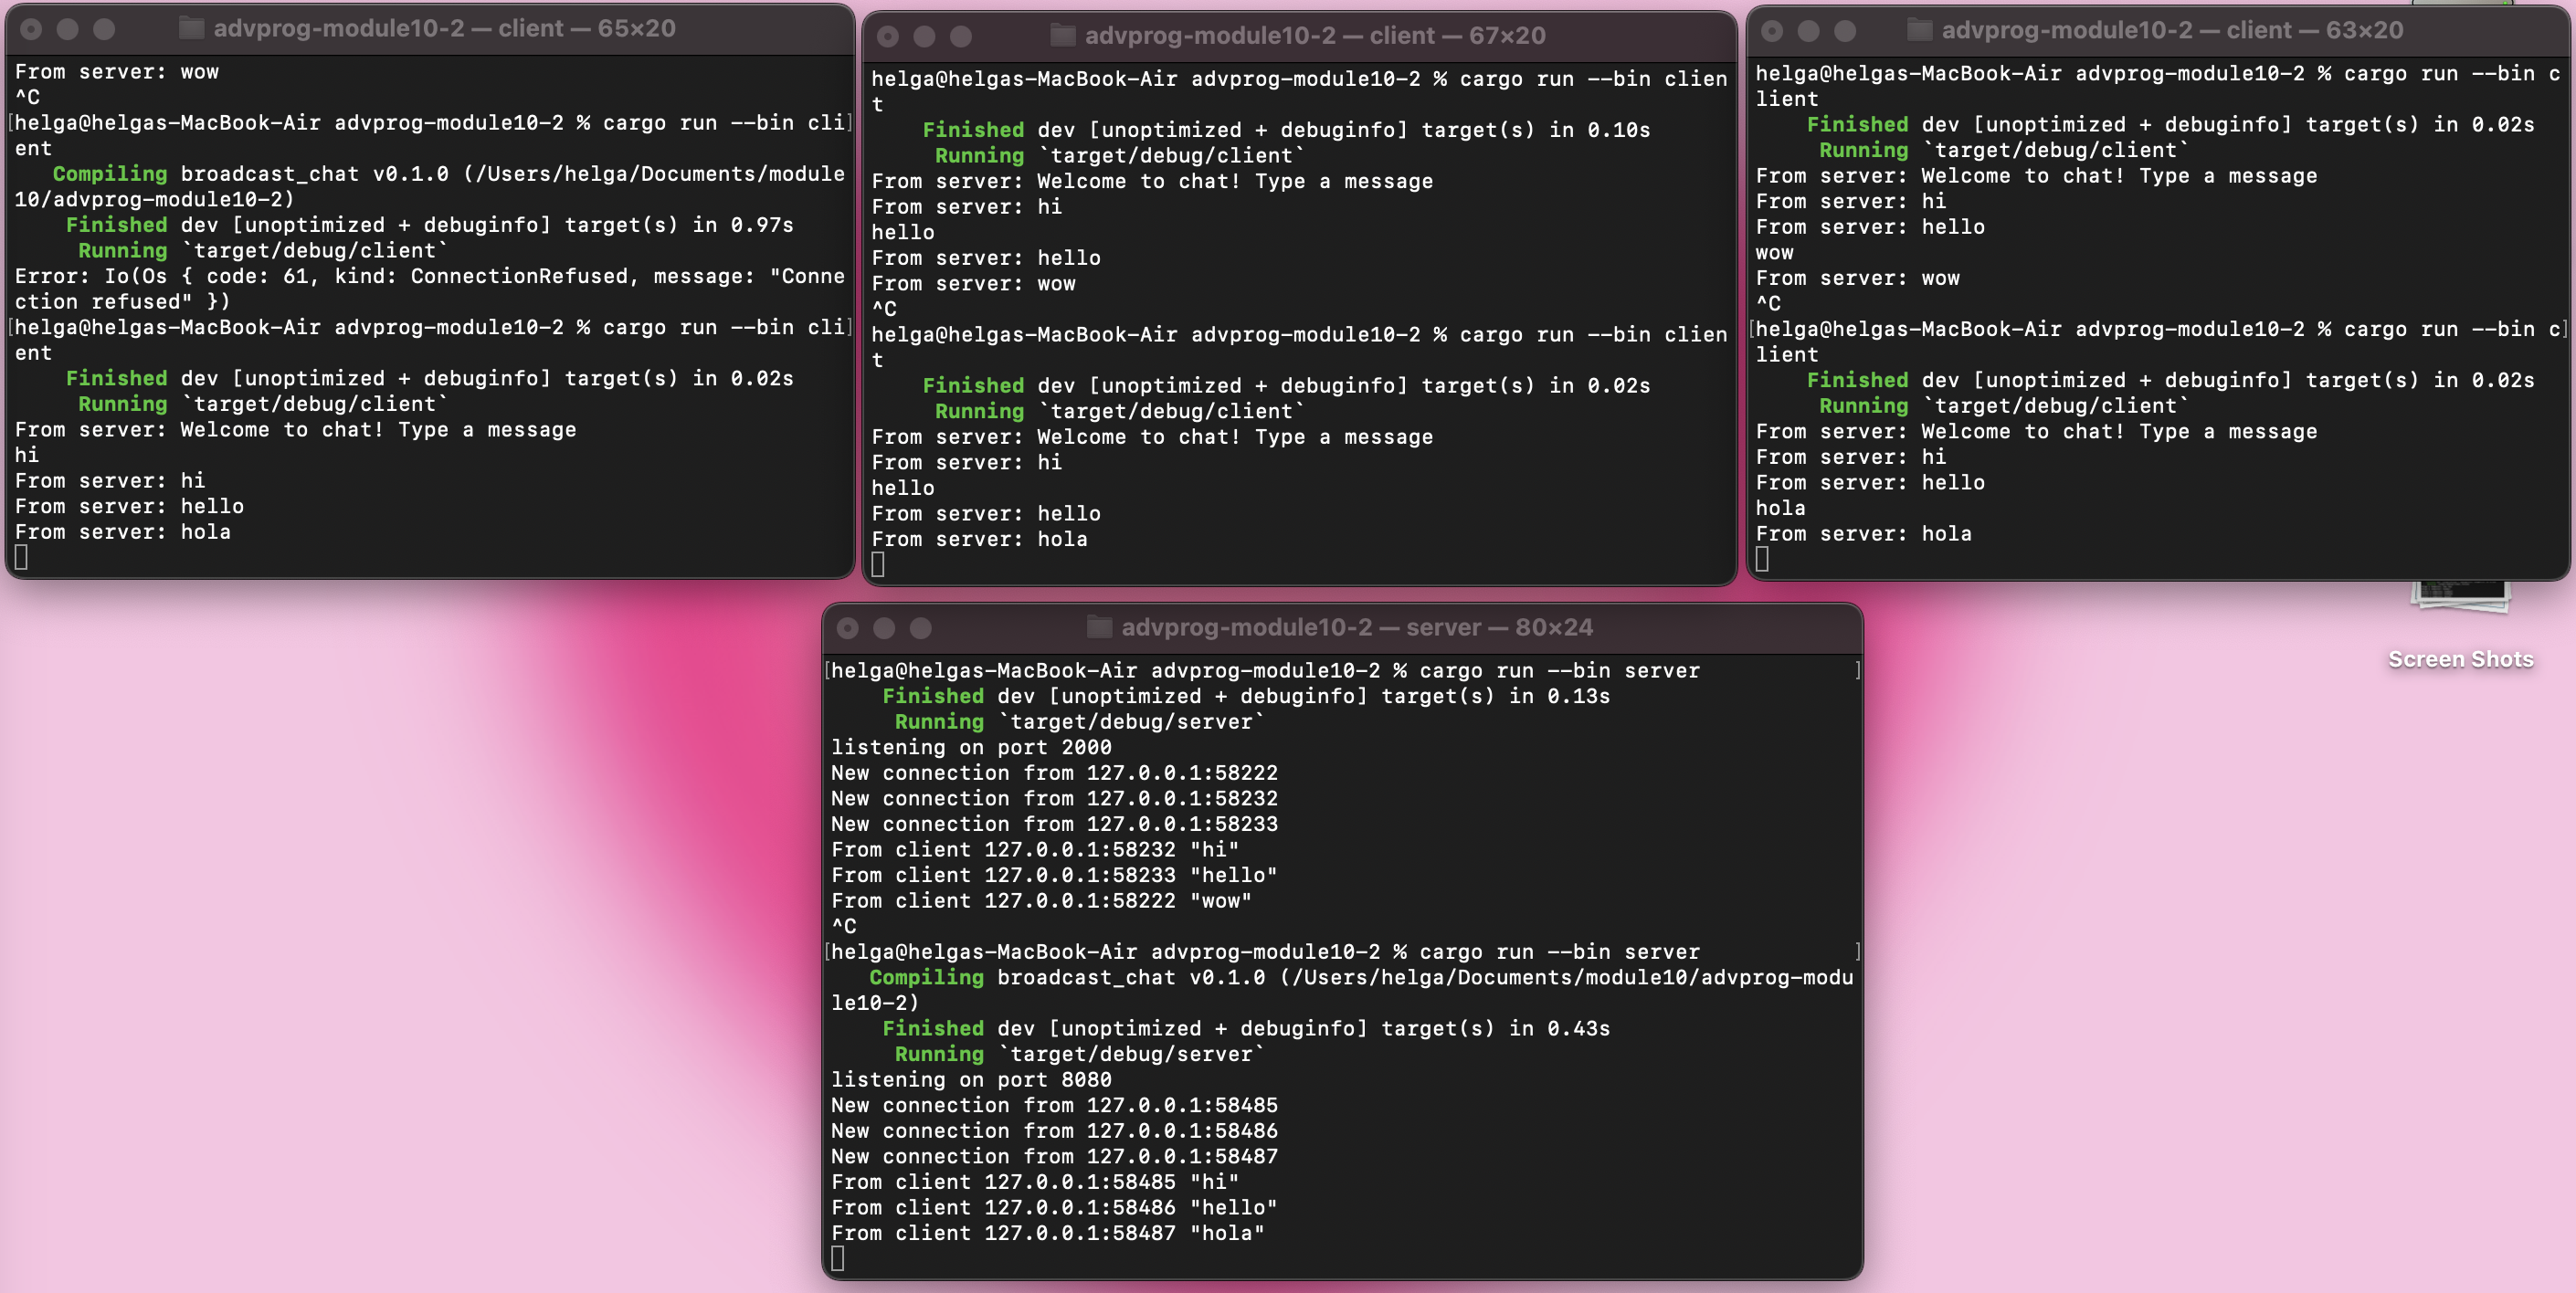 advprog-module10-2 — client — 65×20
From server: wow
^C
[helga@helgas-MacBook-Air advprog-module10-2 % cargo run --bin cli]
ent
Compiling broadcast_chat v0.1.0 (/Users/helga/Documents/module
10/advprog-module10-2)
Finished dev [unoptimized + debuginfo] target(s) in 0.97s
Running `target/debug/client`
Error: Io(Os { code: 61, kind: ConnectionRefused, message: "Conne
ction refused" })
[helga@helgas-MacBook-Air advprog-module10-2 % cargo run --bin cli]
ent
Finished dev [unoptimized + debuginfo] target(s) in 0.02s
Running `target/debug/client`
From server: Welcome to chat! Type a message
hi
From server: hi
From server: hello
From server: hola
advprog-module10-2 — client — 67×20
helga@helgas-MacBook-Air advprog-module10-2 % cargo run --bin clien
t
Finished dev [unoptimized + debuginfo] target(s) in 0.10s
Running `target/debug/client`
From server: Welcome to chat! Type a message
From server: hi
hello
From server: hello
From server: wow
^C
helga@helgas-MacBook-Air advprog-module10-2 % cargo run --bin clien
t
Finished dev [unoptimized + debuginfo] target(s) in 0.02s
Running `target/debug/client`
From server: Welcome to chat! Type a message
From server: hi
hello
From server: hello
From server: hola
advprog-module10-2 — client — 63×20
helga@helgas-MacBook-Air advprog-module10-2 % cargo run --bin c
lient
Finished dev [unoptimized + debuginfo] target(s) in 0.02s
Running `target/debug/client`
From server: Welcome to chat! Type a message
From server: hi
From server: hello
wow
From server: wow
^C
[helga@helgas-MacBook-Air advprog-module10-2 % cargo run --bin c]
lient
Finished dev [unoptimized + debuginfo] target(s) in 0.02s
Running `target/debug/client`
From server: Welcome to chat! Type a message
From server: hi
From server: hello
hola
From server: hola
advprog-module10-2 — server — 80×24
[helga@helgas-MacBook-Air advprog-module10-2 % cargo run --bin server ]
Finished dev [unoptimized + debuginfo] target(s) in 0.13s
Running `target/debug/server`
listening on port 2000
New connection from 127.0.0.1:58222
New connection from 127.0.0.1:58232
New connection from 127.0.0.1:58233
From client 127.0.0.1:58232 "hi"
From client 127.0.0.1:58233 "hello"
From client 127.0.0.1:58222 "wow"
^C
[helga@helgas-MacBook-Air advprog-module10-2 % cargo run --bin server ]
Compiling broadcast_chat v0.1.0 (/Users/helga/Documents/module10/advprog-modu
le10-2)
Finished dev [unoptimized + debuginfo] target(s) in 0.43s
Running `target/debug/server`
listening on port 8080
New connection from 127.0.0.1:58485
New connection from 127.0.0.1:58486
New connection from 127.0.0.1:58487
From client 127.0.0.1:58485 "hi"
From client 127.0.0.1:58486 "hello"
From client 127.0.0.1:58487 "hola"
Screen Shots